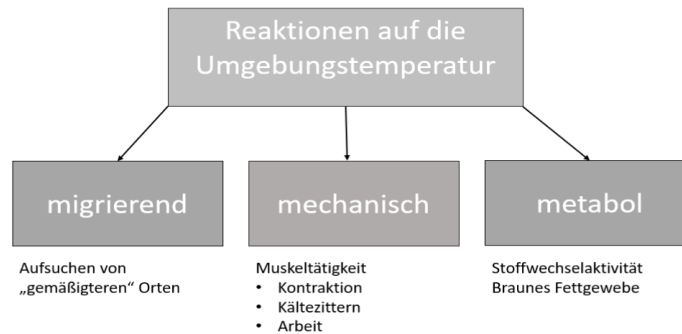 Reaktionen auf die
Umgebungstemperatur
migrierend
mechanisch
metabol
Aufsuchen von
„gemäßigteren“ Orten
Muskeltätigkeit
• Kontraktion
• Kältezittern
• Arbeit
Stoffwechselaktivität
Braunes Fettgewebe